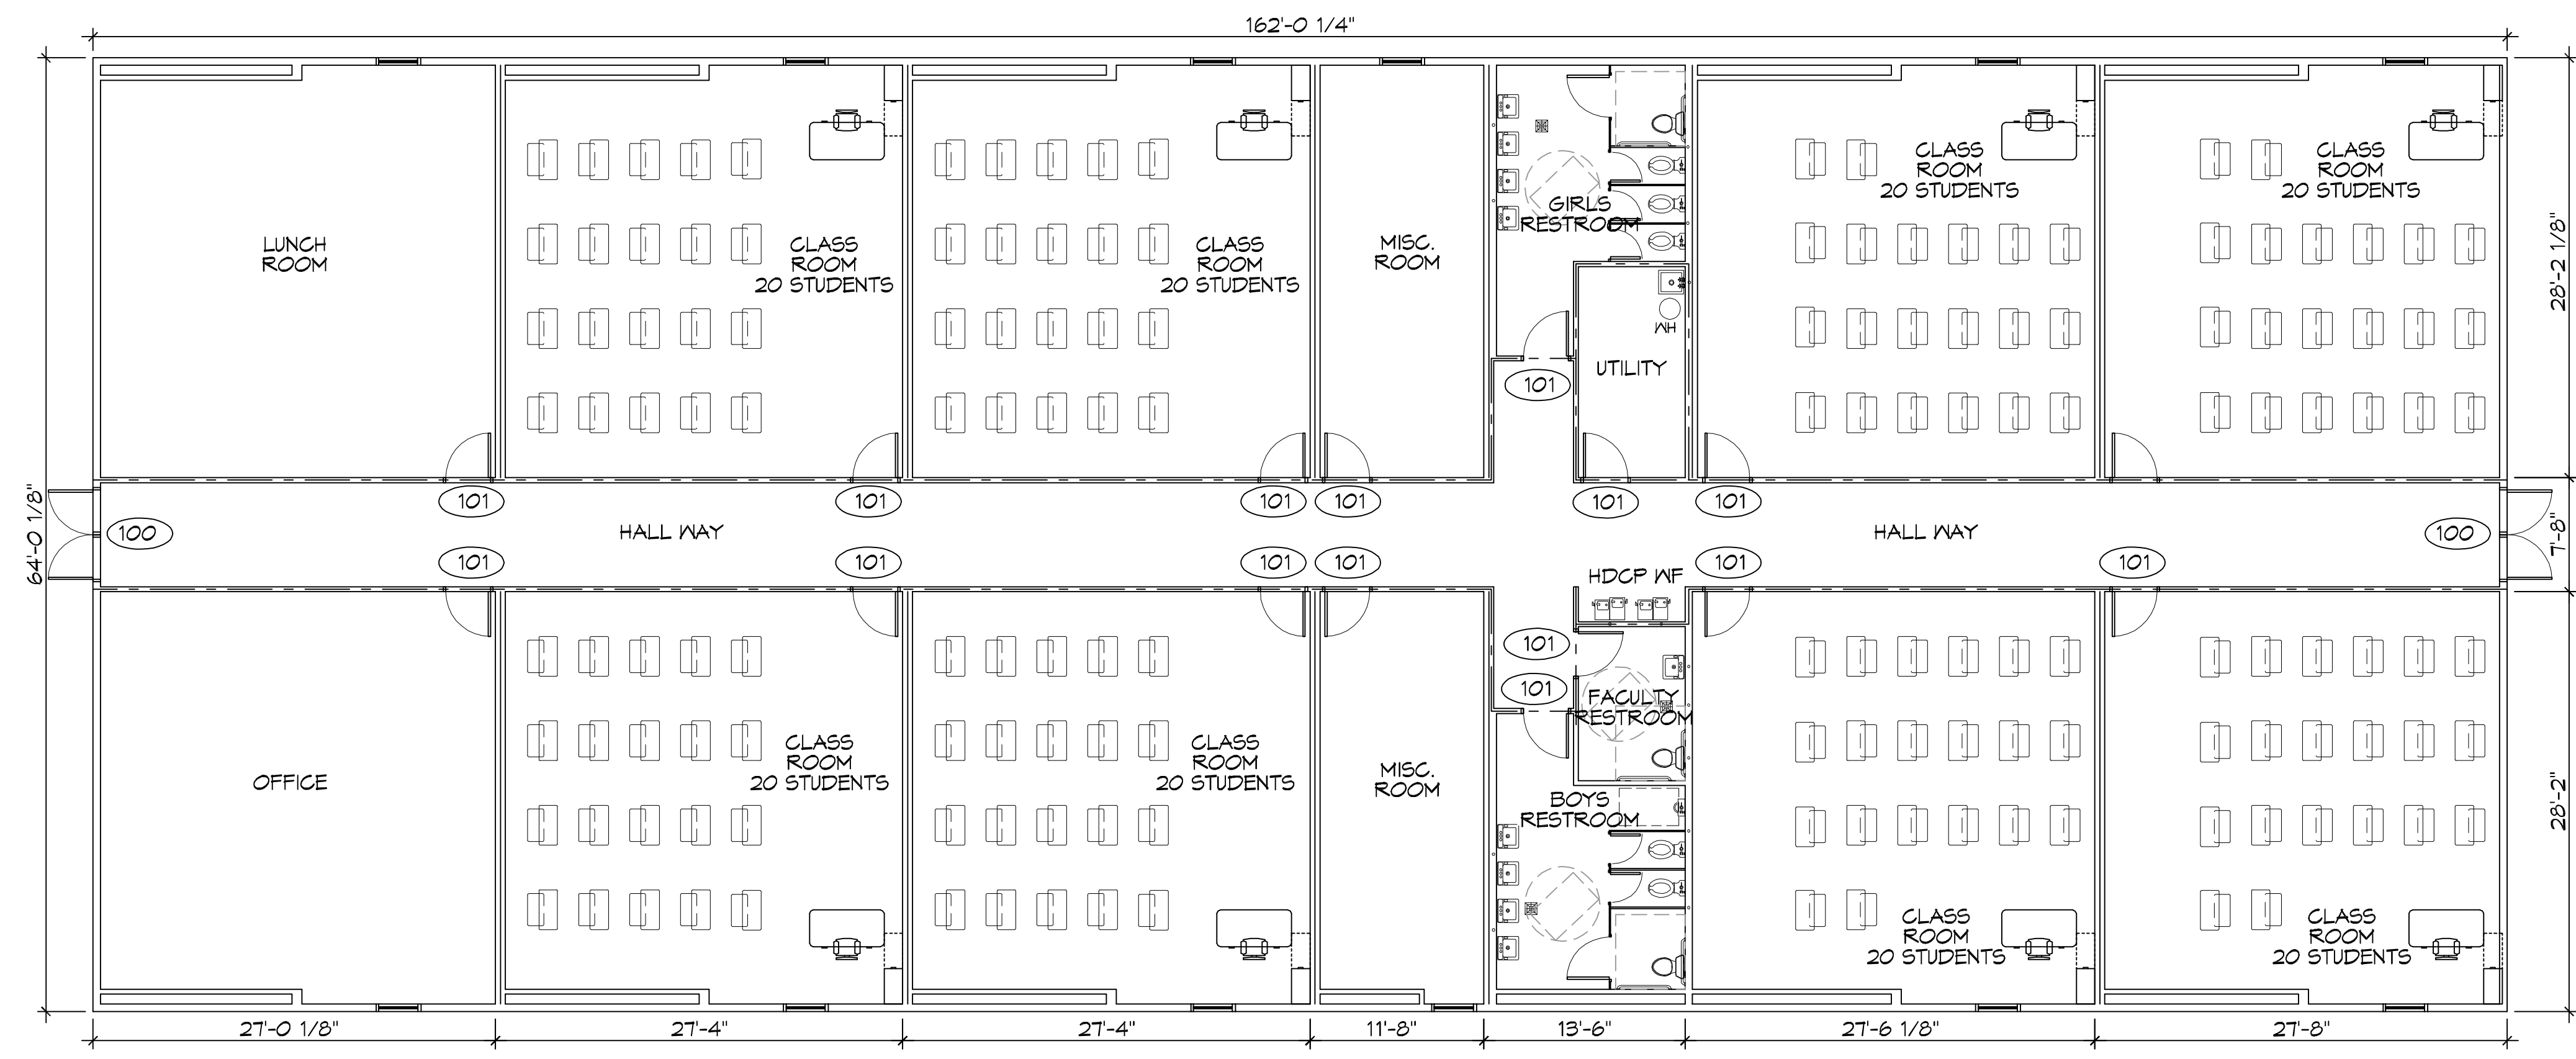 162'-0 1/4"
CLASS
ROOM
20 STUDENTS
CLASS
ROOM
20 STUDENTS
GIRLS
RESTROOM
LUNCH
ROOM
CLASS
ROOM
20 STUDENTS
CLASS
ROOM
20 STUDENTS
MISC.
ROOM
28'-2 1/8"
WH
UTILITY
101
101
101
101
101
101
101
64'-0 1/8"
100
HALL WAY
HALL WAY
100
7'-8"
101
101
101
101
101
101
HDCP WF
101
101
FACULTY
RESTROOM
OFFICE
CLASS
ROOM
20 STUDENTS
CLASS
ROOM
20 STUDENTS
MISC.
ROOM
BOYS
RESTROOM
28'-2"
CLASS
ROOM
20 STUDENTS
CLASS
ROOM
20 STUDENTS
27'-0 1/8"
27'-4"
27'-4"
11'-8"
13'-6"
27'-6 1/8"
27'-8"